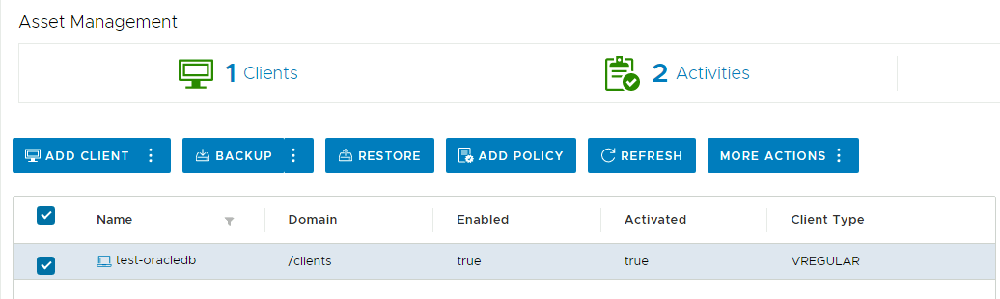 Asset Management
1 Clients
2 Activities
ADD CLIENT
BACKUP
RESTORE
ADD POLICY
REFRESH
MORE ACTIONS
Name Domain Enabled Activated Client Type
test-oracledb /clients true true VREGULAR